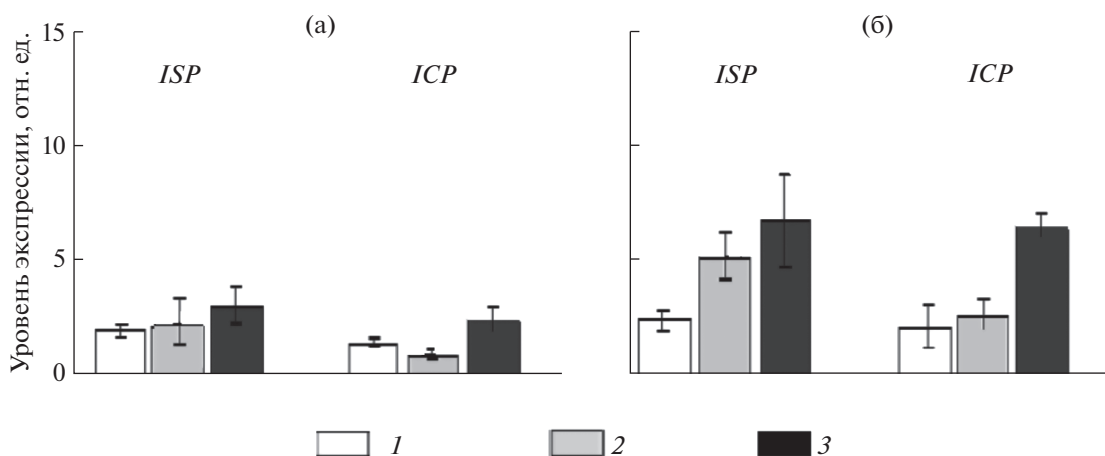 Уровень экспрессии, отн. ед.
(а)
(б)
15
ISP
ICP
ISP
ICP
10
5
0
1
2
3